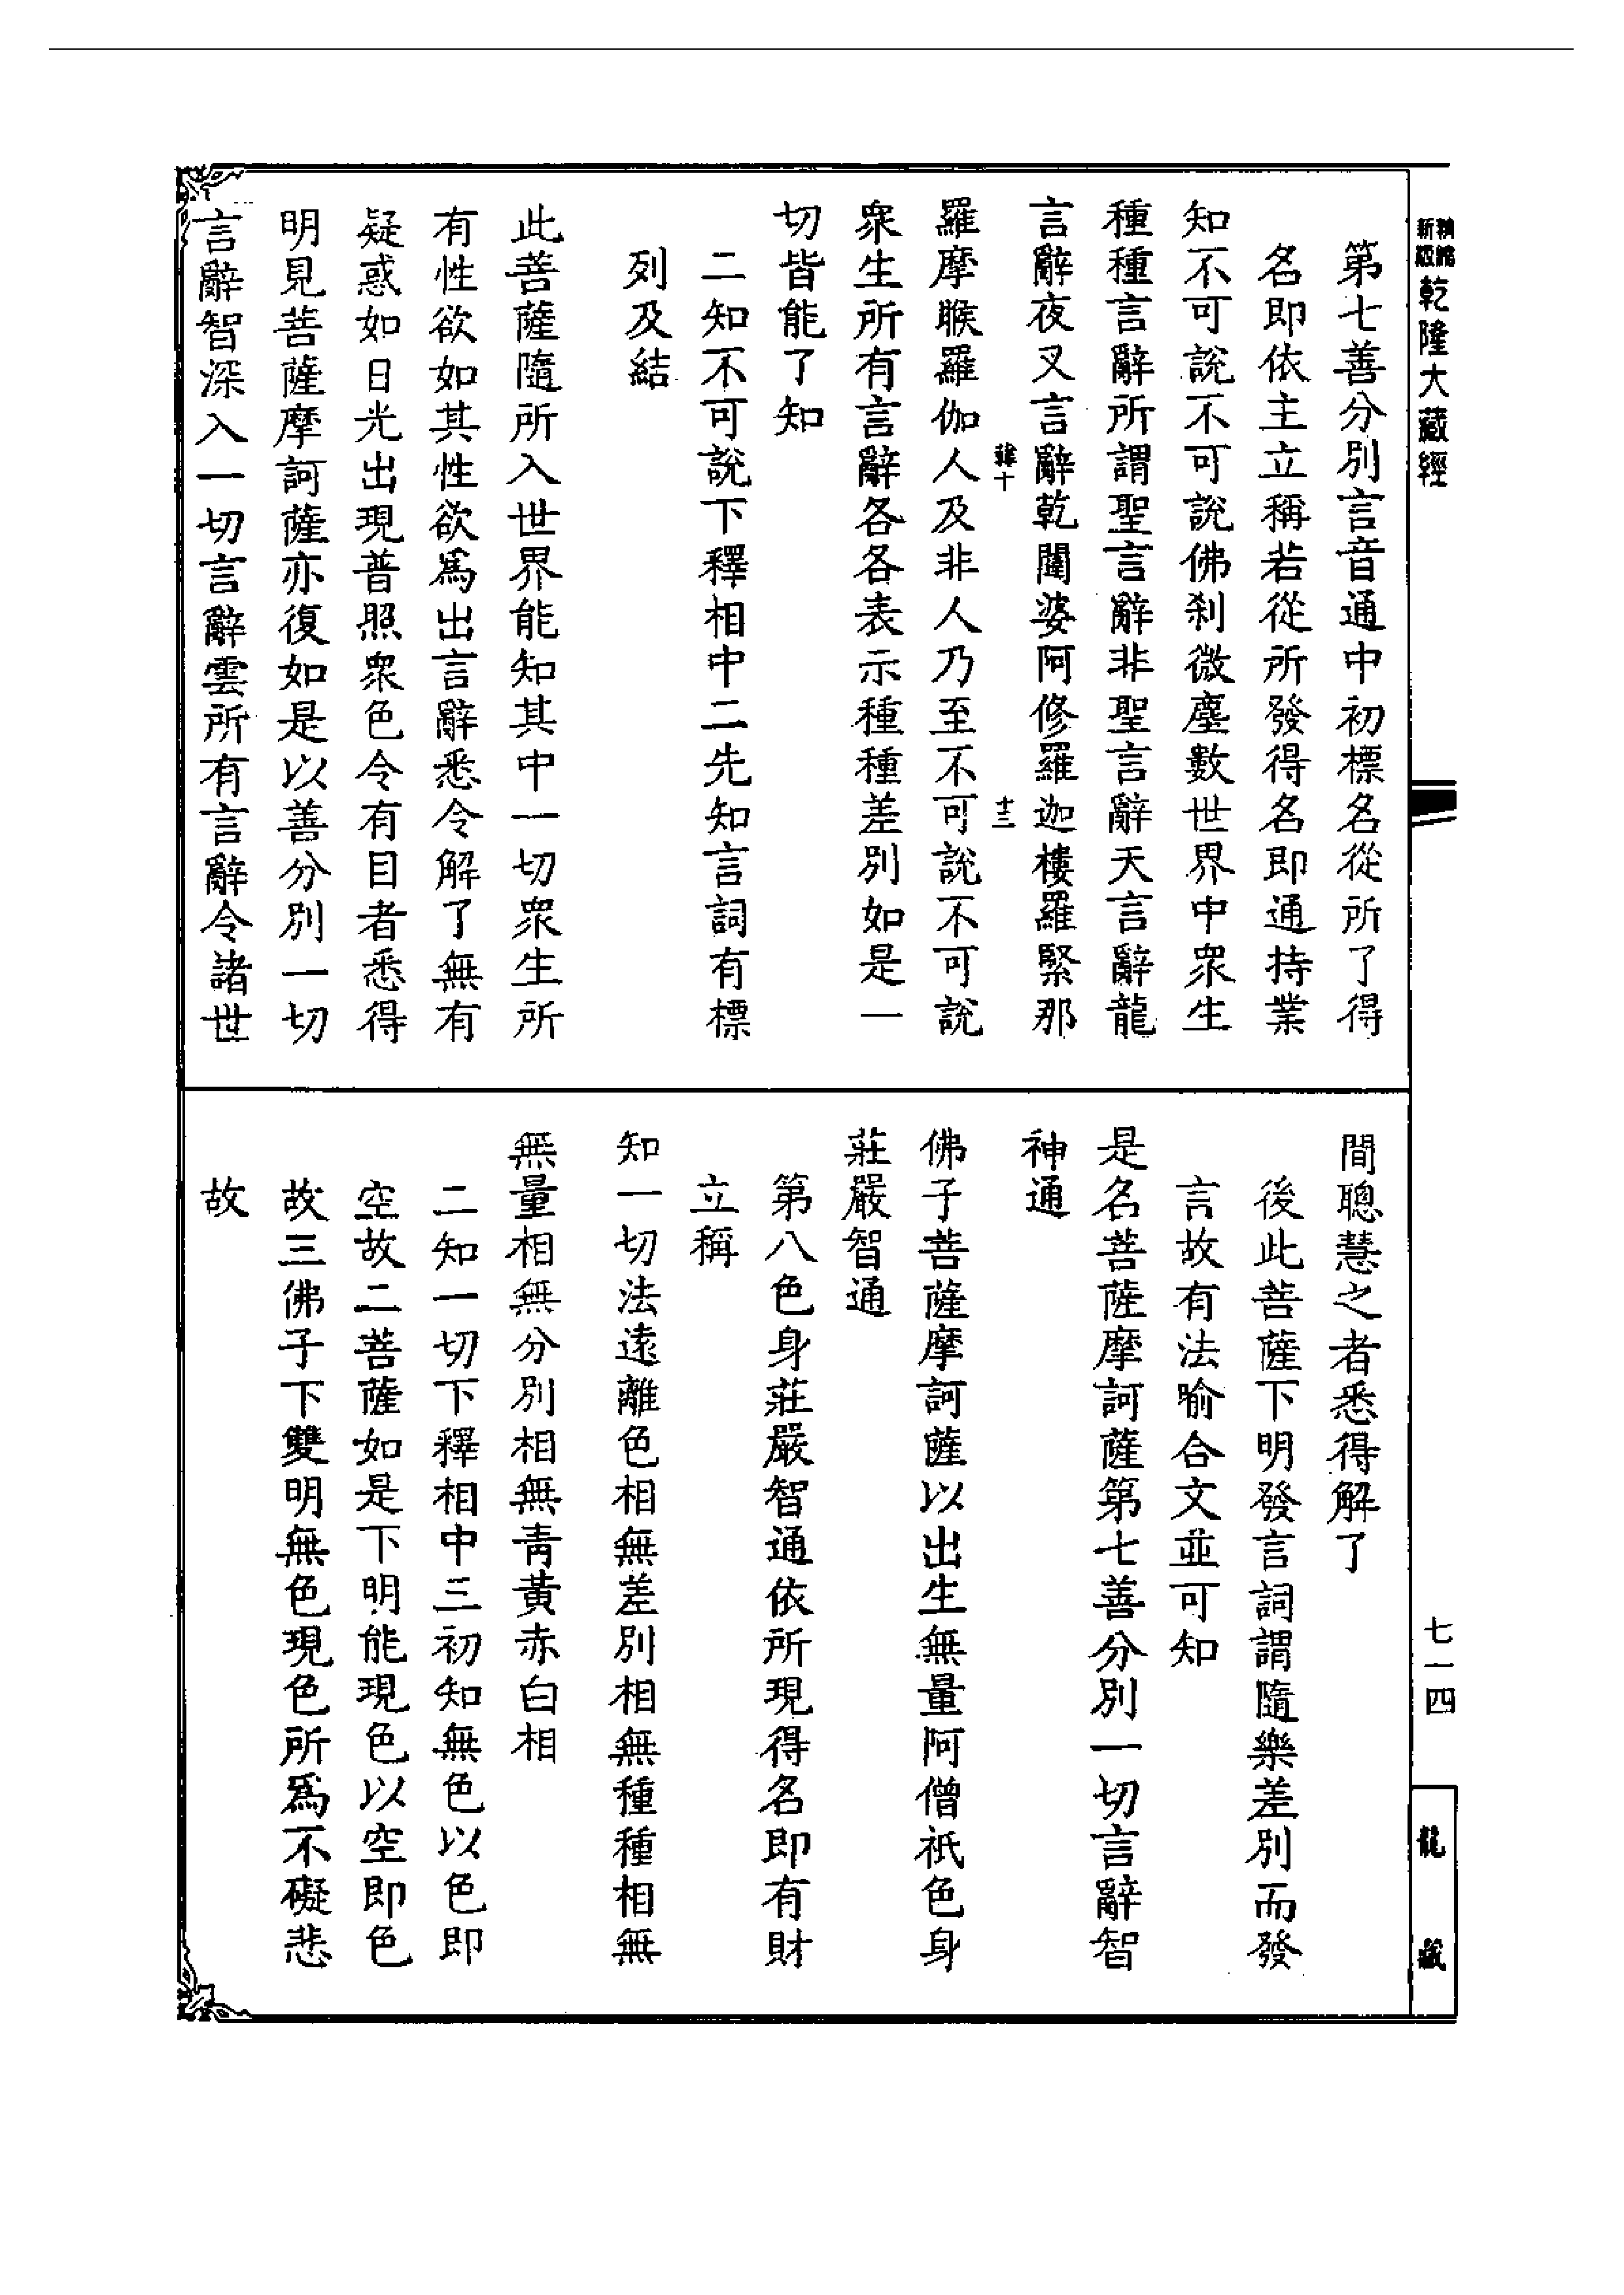 新版
精縮
乾隆大藏經
七一四
龍藏
第七善分別言音通中初標名從所了得
名即依主立稱若從所發得名即通持業
知不可說不可說佛刹微塵數世界中衆生
種種言辭所謂聖言辭非聖言辭天言辭龍
言辭夜叉言辭乾闥婆阿修羅迦樓羅緊那
十三
羅摩睺羅伽人及非人乃至不可說不可說
衆生所有言辭各各表示種種差別如是一
切皆能了知
二知不可說下釋相中二先知言詞有標
列及結
此菩薩隨所入世界能知其中一切衆生所
有性欲如其性欲爲出言辭悉令解了無有
疑惑如日光出現普照衆色令有目者悉得
明見菩薩摩訶薩亦復如是以善分別一切
言辭智深入一切言辭雲所有言辭令諸世
間聰慧之者悉得解了
後此菩薩下明發言詞謂隨樂差別而發
言故有法喻合文並可知
是名菩薩摩訶薩第七善分別一切言辭智
神通
佛子菩薩摩訶薩以出生無量阿僧祇色身
莊嚴智通
第八色身莊嚴智通依所現得名即有財
立稱
知一切法遠離色相無差別相無種種相無
無量相無分別相無青黃赤白相
二知一切下釋相中三初知無色以色即
空故二菩薩如是下明能現色以空即色
故三佛子下雙明無色現色所爲不礙悲
故